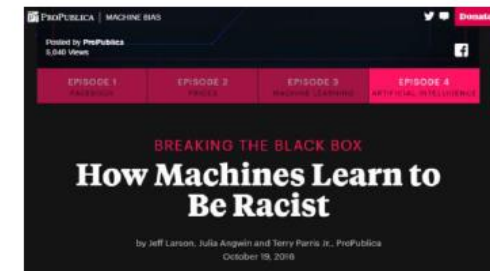 PROPUBLICA | MACHINE BIAS
Donate
Posted by ProPublica
5,040 Views
EPISODE 1
FACEBOOK
EPISODE 2
PRICES
EPISODE 3
MACHINE LEARNING
EPISODE 4
ARTIFICIAL INTELLIGENCE
BREAKING THE BLACK BOX
How Machines Learn to
Be Racist
by Jeff Larson, Julia Angwin and Terry Parris Jr., ProPublica
October 19, 2016